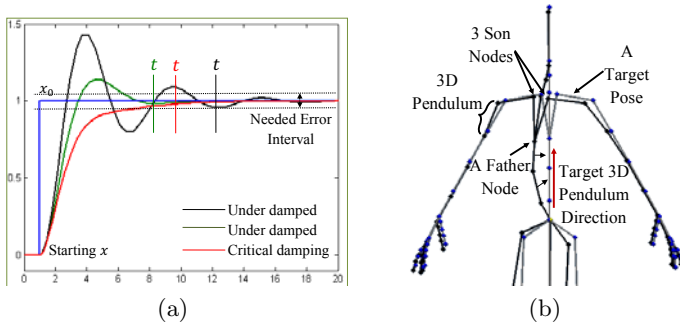 1.5
1
0.5
0
x₀
t
t
t
Needed Error
Interval
Under damped
Under damped
Critical damping
Starting x
0 2 4 6 8 10 12 14 16 18 20
(a)
3 Son
Nodes
A
Target
Pose
3D
Pendulum
A Father
Node
Target 3D
Pendulum
Direction
(b)